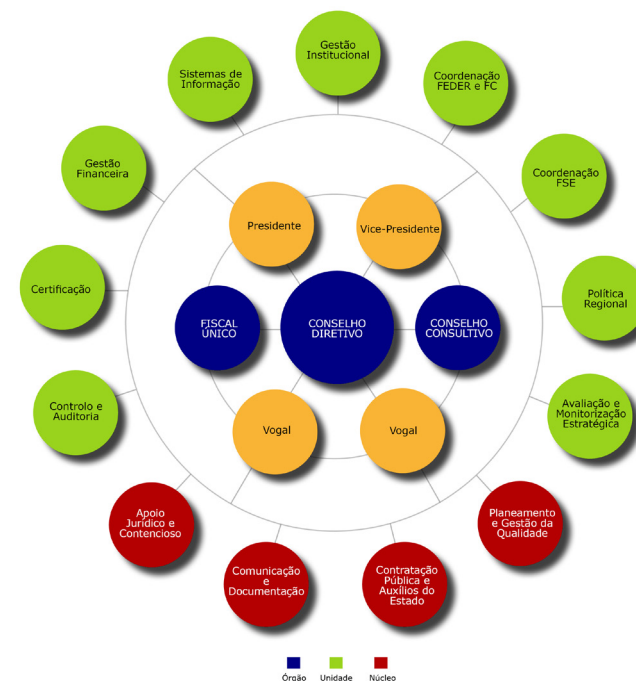 Gestão
Institucional
Sistemas de
Informação
Coordenação
FEDER e FC
Gestão
Financeira
Coordenação
FSE
Presidente
Vice-Presidente
Certificação
Política
Regional
FISCAL
ÚNICO
CONSELHO
DIRETIVO
CONSELHO
CONSULTIVO
Controlo e
Auditoria
Avaliação e
Monitorização
Estratégica
Vogal
Vogal
Apoio
Jurídico e
Contencioso
Planeamento
e Gestão da
Qualidade
Comunicação
e
Documentação
Contratação
Pública e
Auxílios do
Estado
Órgão
Unidade
Núcleo